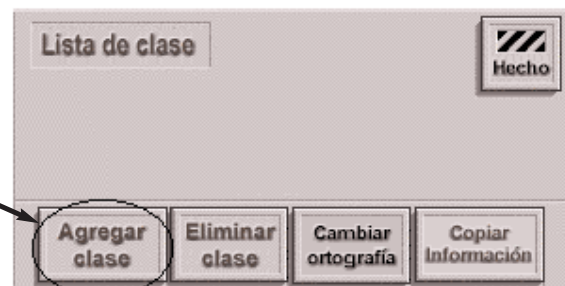 Lista de clase
Hecho
Agregar
clase
Eliminar
clase
Cambiar
ortografía
Copiar
Información